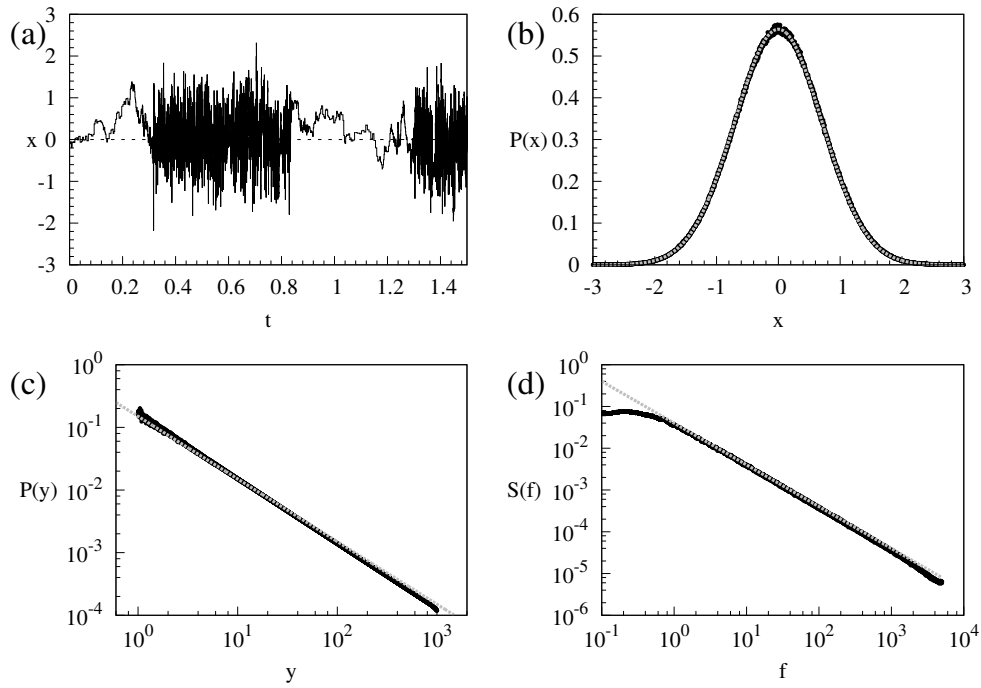 (a)
3
2
1
x 0
-1
-2
-3
0 0.2 0.4 0.6 0.8 1 1.2 1.4
t
(b)
0.6
0.5
0.4
P(x) 0.3
0.2
0.1
0
-3 -2 -1 0 1 2 3
x
(c)
10^0
10^-1
P(y) 10^-2
10^-3
10^-4
10^0 10^1 10^2 10^3
y
(d)
10^0
10^-1
10^-2
S(f) 10^-3
10^-4
10^-5
10^-6
10^-1 10^0 10^1 10^2 10^3 10^4
f